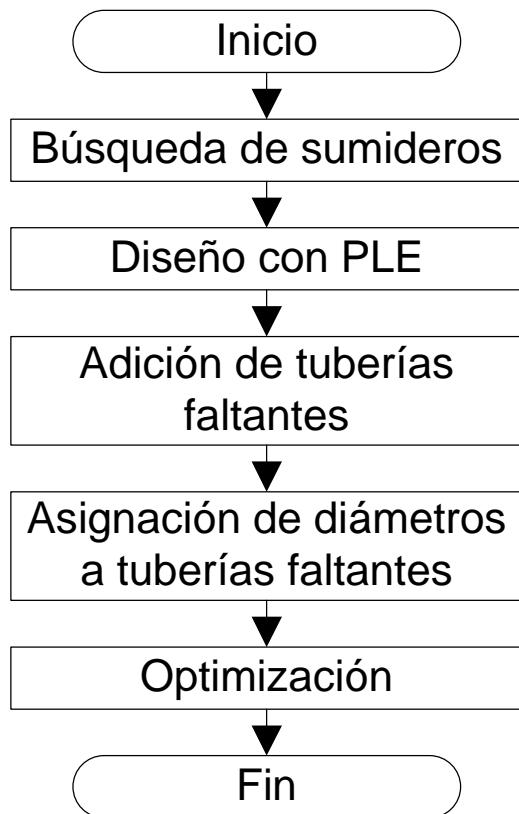 Inicio
Búsqueda de sumideros
Diseño con PLE
Adición de tuberías
faltantes
Asignación de diámetros
a tuberías faltantes
Optimización
Fin